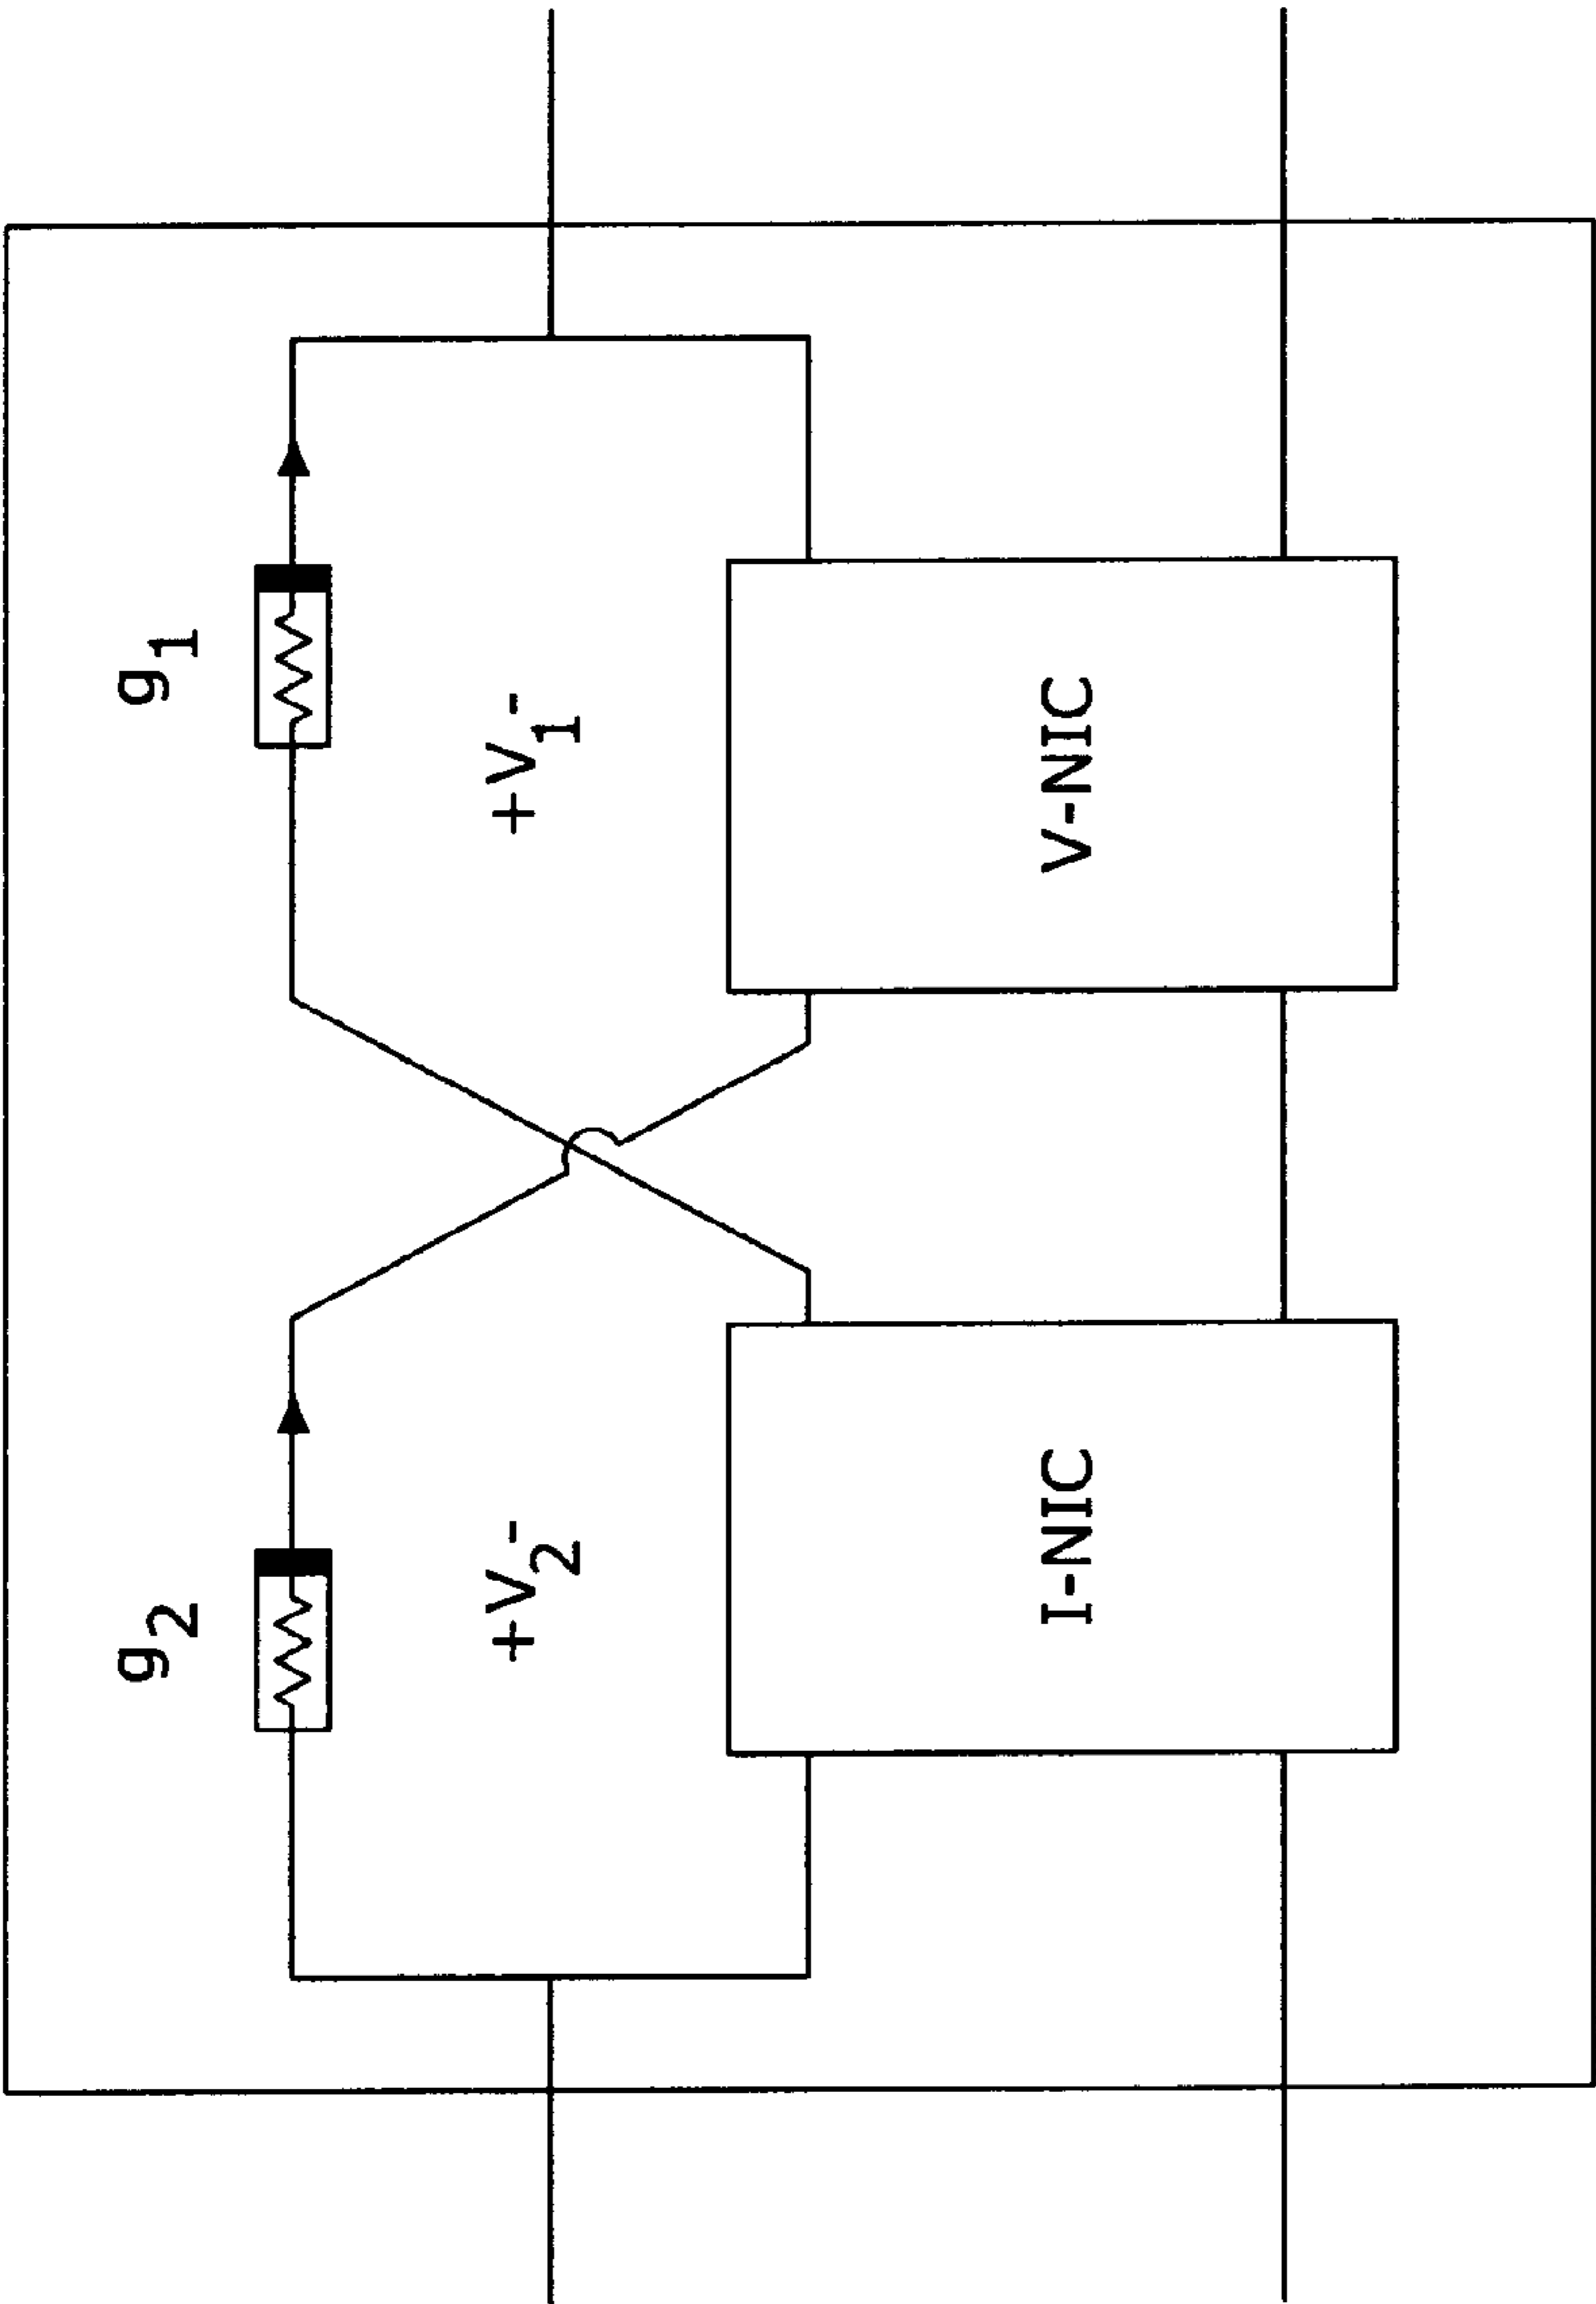 g2
g1
+V2-
+V1-
I-NIC
V-NIC